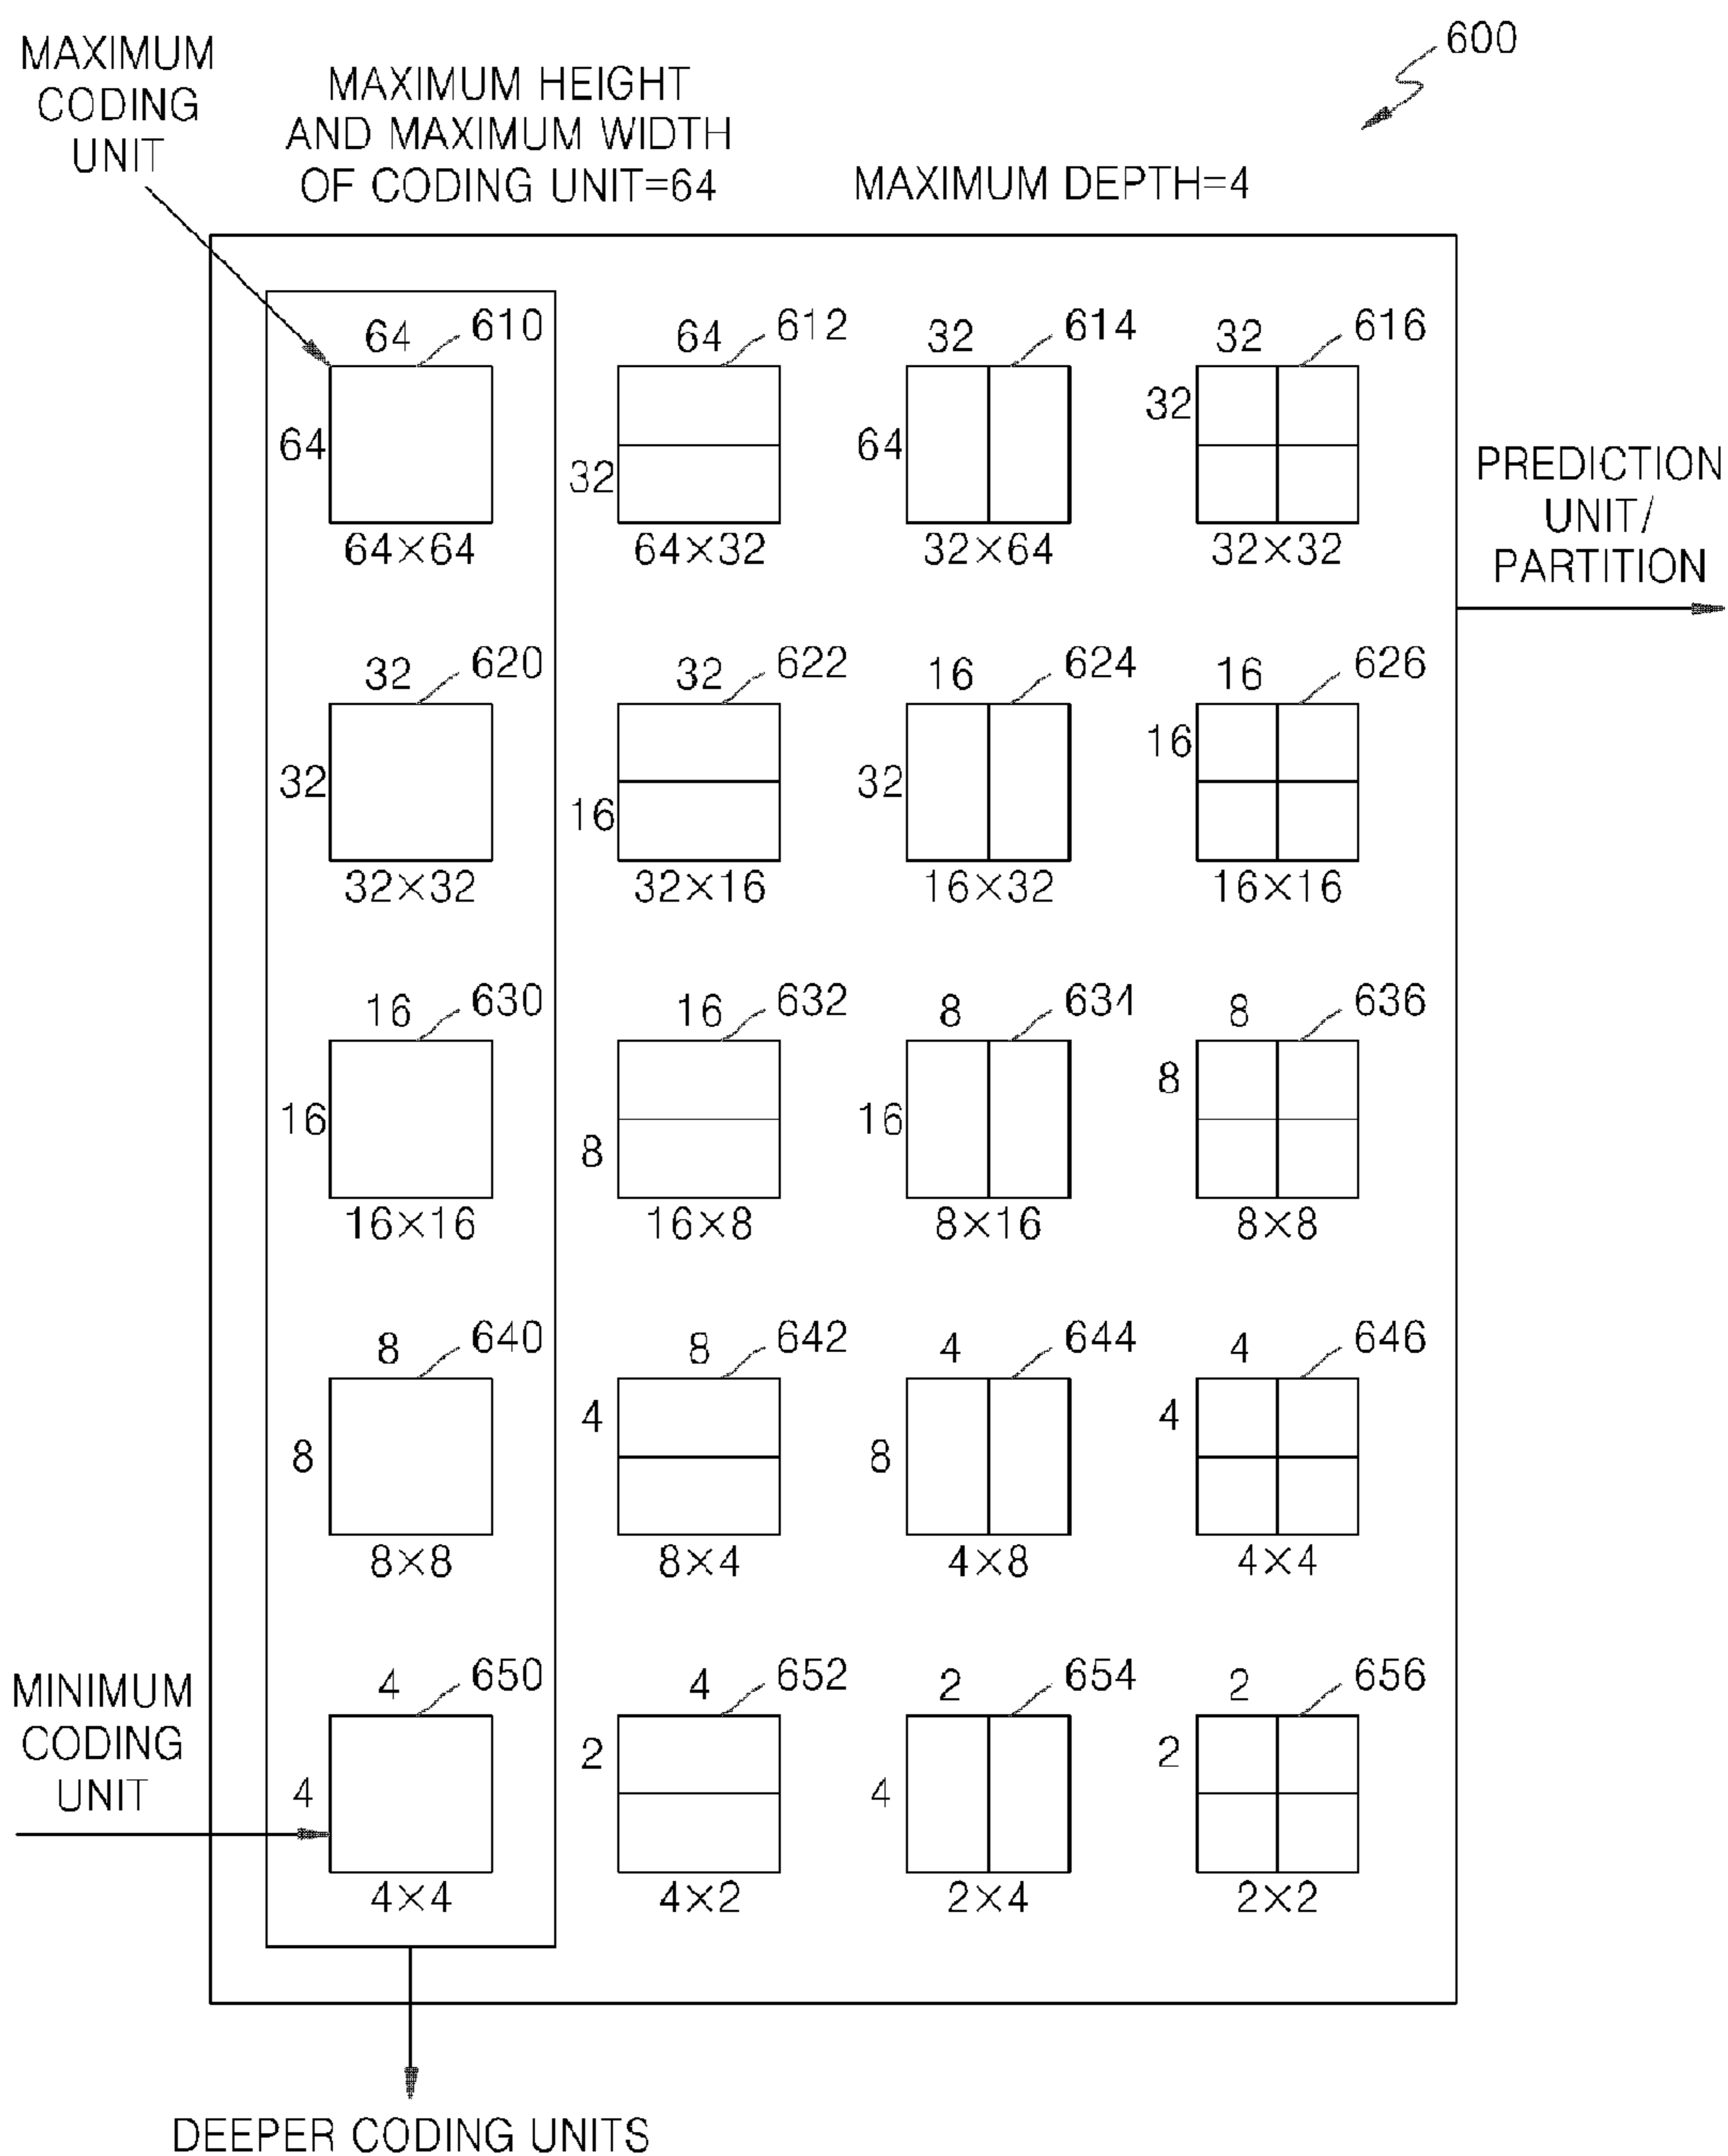 600
MAXIMUM
CODING
UNIT
MAXIMUM HEIGHT
AND MAXIMUM WIDTH
OF CODING UNIT=64
MAXIMUM DEPTH=4
64 610 64 612 32 614 32 616
64 32 64 32
64×64 64×32 32×64 32×32
PREDICTION
UNIT/
PARTITION
32 620 32 622 16 624 16 626
32 16 32 16
32×32 32×16 16×32 16×16
16 630 16 632 8 634 8 636
16 8 16 8
16×16 16×8 8×16 8×8
8 640 8 642 4 644 4 646
8 4 8 4
8×8 8×4 4×8 4×4
MINIMUM
CODING
UNIT
4 650 4 652 2 654 2 656
4 2 4 2
4×4 4×2 2×4 2×2
DEEPER CODING UNITS